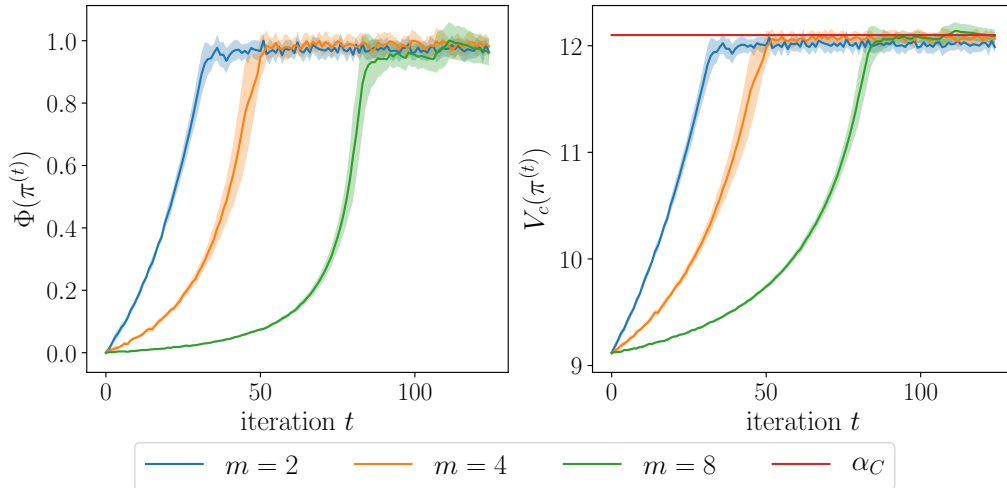 Φ(π^(t))
1.0
0.8
0.6
0.4
0.2
0.0
0 50 100
iteration t
V_c(π^(t))
12
11
10
9
0 50 100
iteration t
m = 2 m = 4 m = 8 α_C